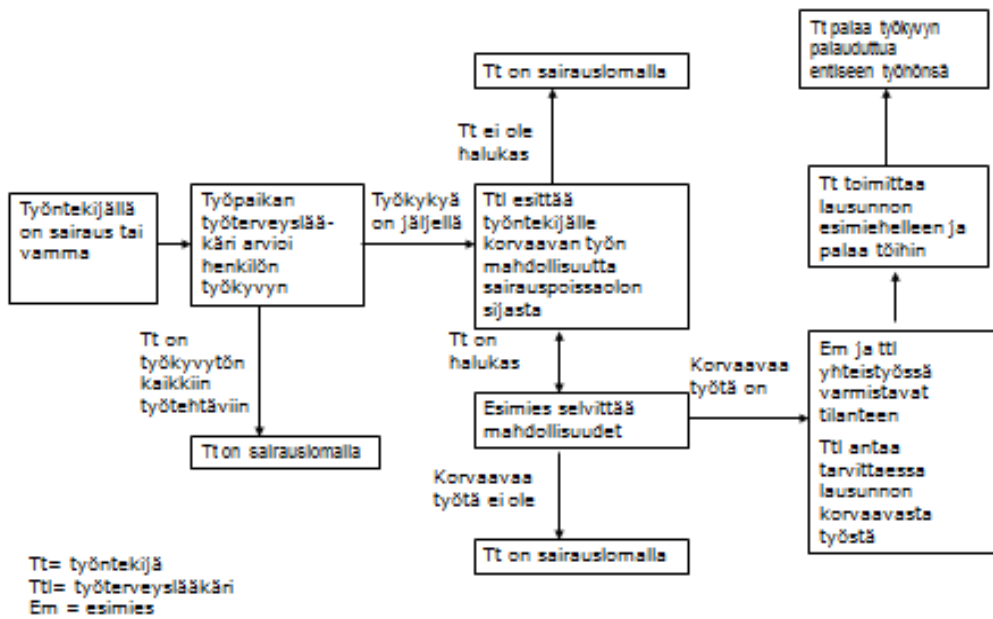 Työntekijällä
on sairaus tai
vamma
Työpaikan
työterveyslää-
käri arvioi
henkilön
työkyvyn
Työkykyä
on jäljellä
Tt on
työkyvytön
kaikkiin
työtehtäviin
Tt on sairauslomalla
Tt on sairauslomalla
Tt ei ole
halukas
Ttl esittää
työntekijälle
korvaavan työn
mahdollisuutta
sairauspoissaolon
sijasta
Tt on
halukas
Esimies selvittää
mahdollisuudet
Korvaavaa
työtä ei ole
Tt on sairauslomalla
Korvaavaa
työtä on
Em ja ttl
yhteistyössä
varmistavat
tilanteen
Ttl antaa
tarvittaessa
lausunnon
korvaavasta
työstä
Tt toimittaa
lausunnon
esimiehelleen ja
palaa töihin
Tt palaa työkyvyn
palauduttua
entiseen työhönsä
Tt= työntekijä
Ttl= työterveyslääkäri
Em = esimies